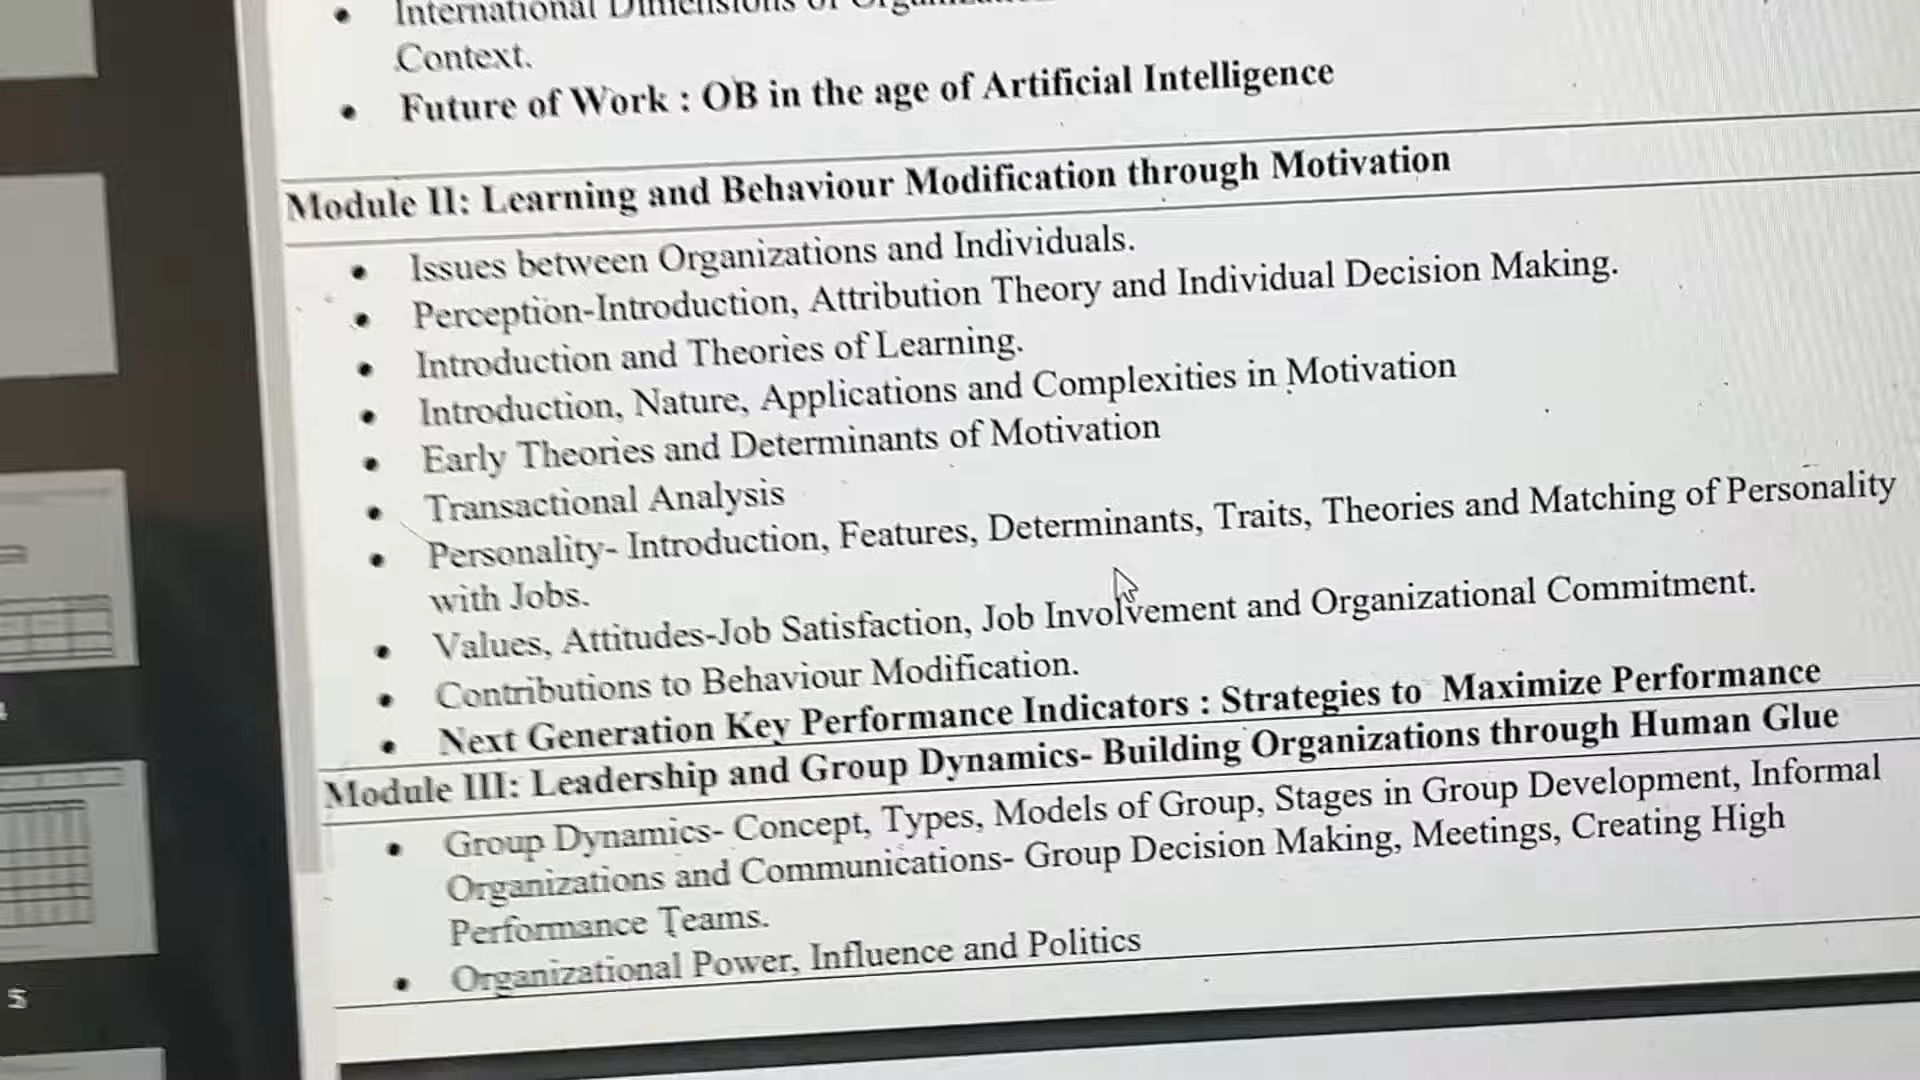 International Dimensions of
Context.
Future of Work : OB in the age of Artificial Intelligence
Module II: Learning and Behaviour Modification through Motivation
Issues between Organizations and Individuals.
Perception-Introduction, Attribution Theory and Individual Decision Making.
Introduction and Theories of Learning.
Introduction, Nature, Applications and Complexities in Motivation
Early Theories and Determinants of Motivation
Transactional Analysis
Personality- Introduction, Features, Determinants, Traits, Theories and Matching of Personality
with Jobs.
Values, Attitudes-Job Satisfaction, Job Involvement and Organizational Commitment.
Contributions to Behaviour Modification.
Next Generation Key Performance Indicators : Strategies to Maximize Performance
Module III: Leadership and Group Dynamics- Building Organizations through Human Glue
Group Dynamics- Concept, Types, Models of Group, Stages in Group Development, Informal
Organizations and Communications- Group Decision Making, Meetings, Creating High
Performance Teams.
Organizational Power, Influence and Politics
5